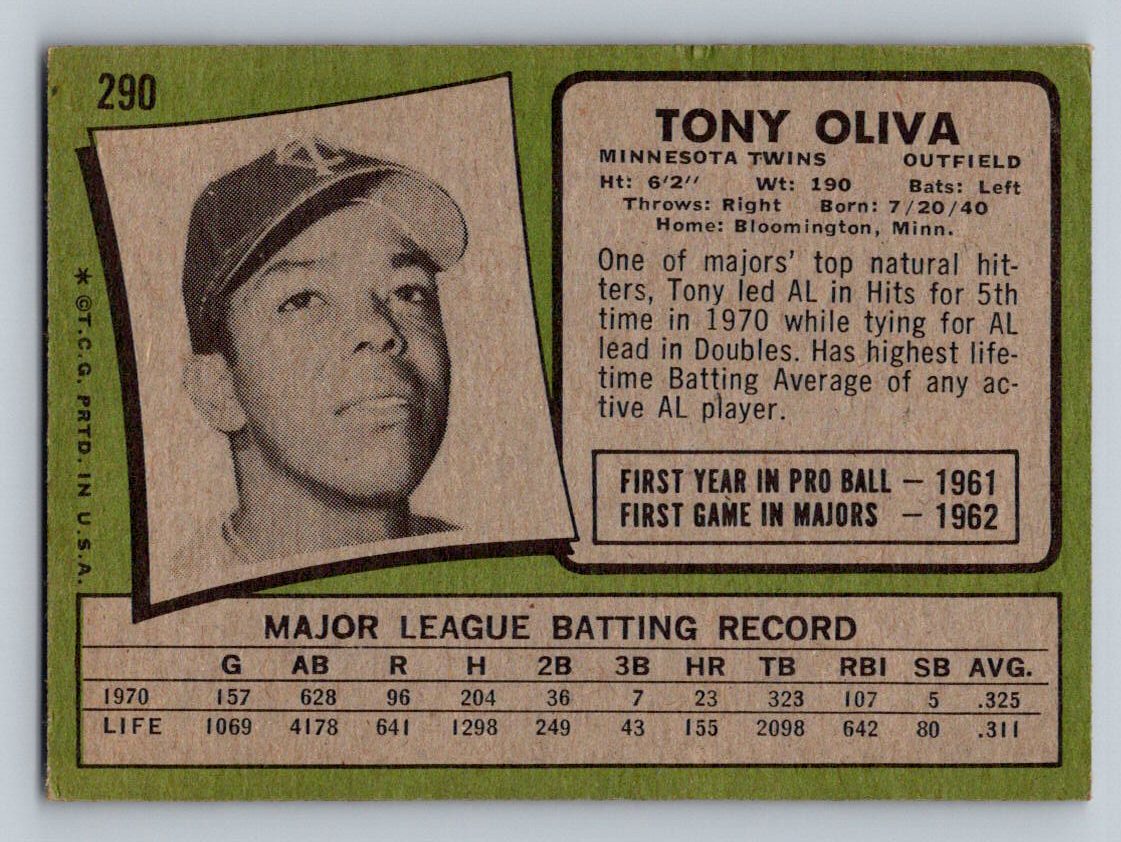 290
TONY OLIVA
MINNESOTA TWINS OUTFIELD
Ht: 6'2'' Wt: 190 Bats: Left
Throws: Right Born: 7/20/40
Home: Bloomington, Minn.
One of majors' top natural hit-
ters, Tony led AL in Hits for 5th
time in 1970 while tying for AL
lead in Doubles. Has highest life-
time Batting Average of any ac-
tive AL player.
FIRST YEAR IN PRO BALL — 1961
FIRST GAME IN MAJORS — 1962
* ©T.C.G. PRTD. IN U.S.A.
MAJOR LEAGUE BATTING RECORD
G AB R H 2B 3B HR TB RBI SB AVG.
1970 157 628 96 204 36 7 23 323 107 5 .325
LIFE 1069 4178 641 1298 249 43 155 2098 642 80 .311